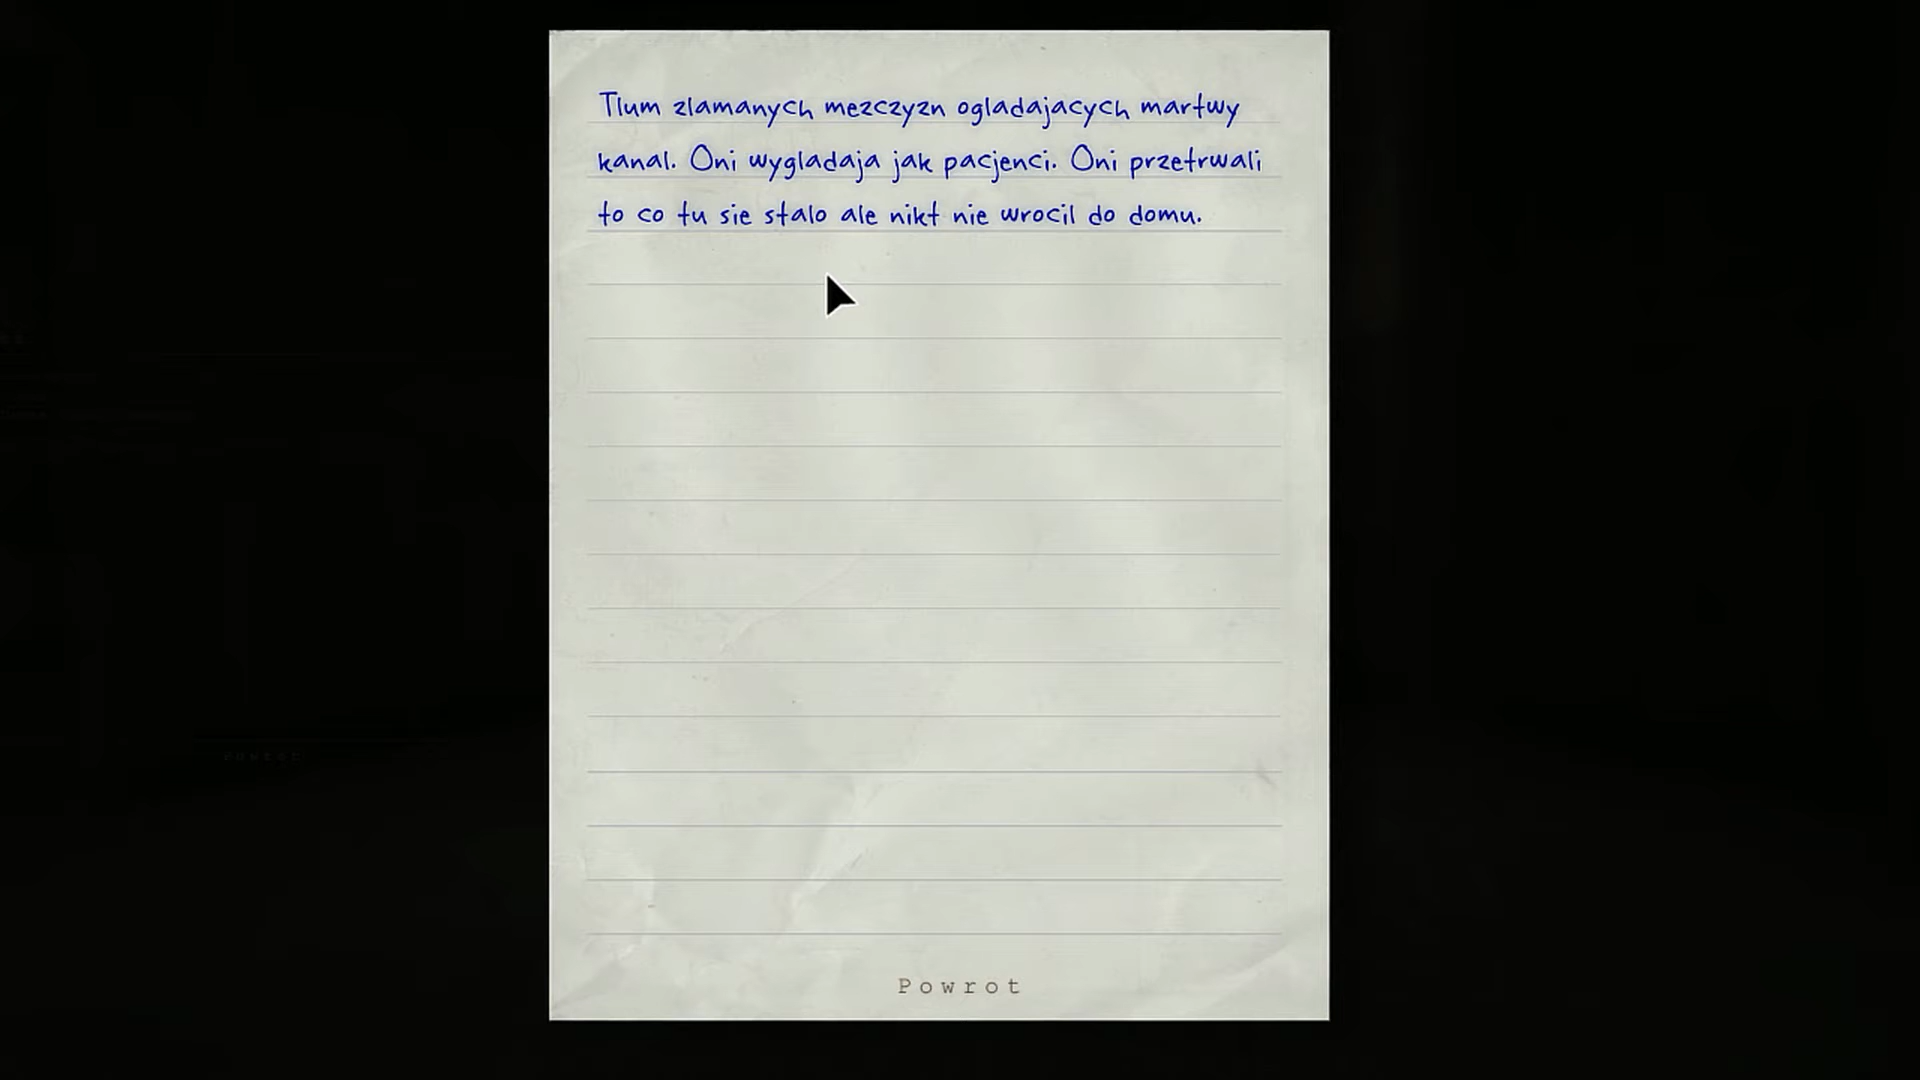 Tlum zlamanych mezczyzn ogladajacych martwy
kanal. Oni wygladaja jak pacjenci. Oni przetrwali
to co tu sie stalo ale nikt nie wrocil do domu.
Powrot
Powrot